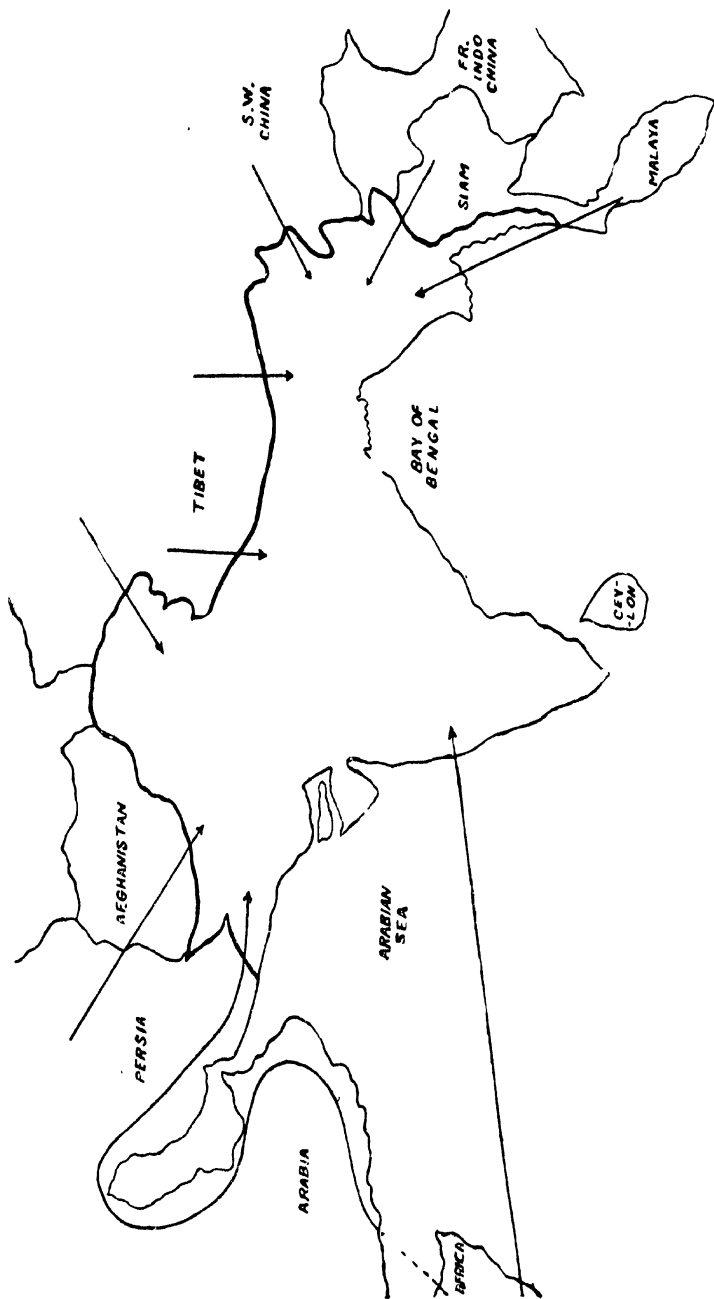 S.W.
CHINA
FR.
INDO
CHINA
SIAM
MALAYA
TIBET
BAY OF
BENGAL
CEY-
-LON
AFGHANISTAN
ARABIAN
SEA
PERSIA
ARABIA
AFRICA